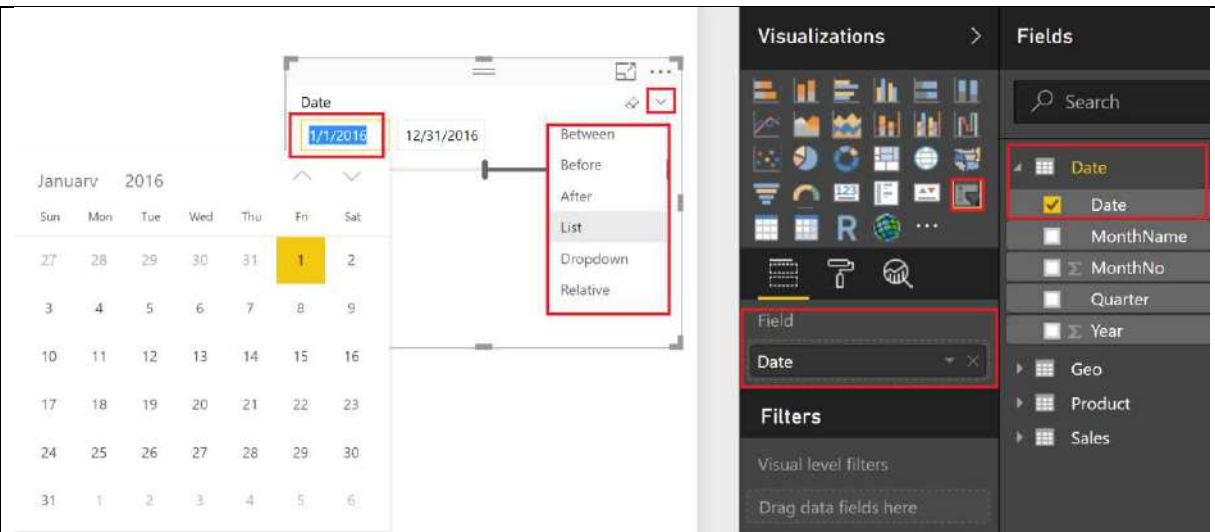 Date
1/1/2016
12/31/2016
Between
Before
After
List
Dropdown
Relative
January 2016
Sun Mon Tue Wed Thu Fri Sat
27 28 29 30 31 1 2
3 4 5 6 7 8 9
10 11 12 13 14 15 16
17 18 19 20 21 22 23
24 25 26 27 28 29 30
31 1 2 3 4 5 6
Visualizations
123
R
Field
Date
Filters
Visual level filters
Drag data fields here
Fields
Search
Date
Date
MonthName
Σ MonthNo
Quarter
Σ Year
Geo
Product
Sales